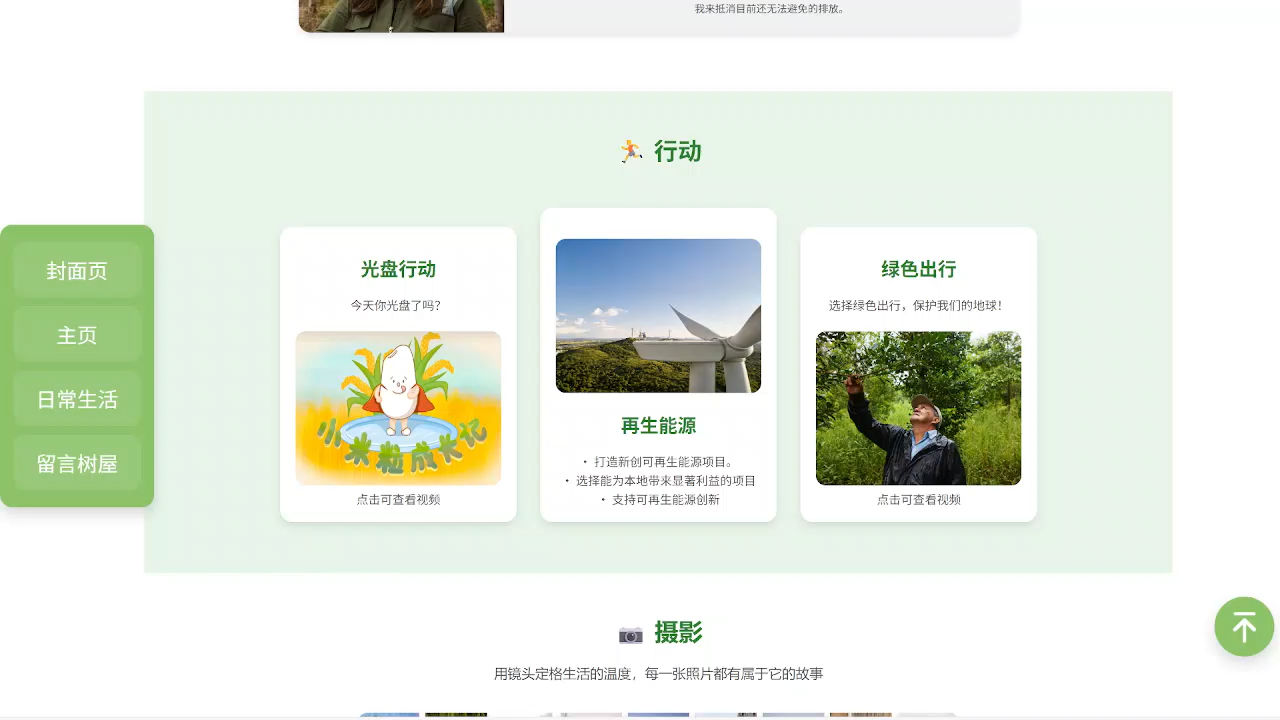 我来抵消目前还无法避免的排放。
行动
封面页
主页
日常生活
留言树屋
光盘行动
今天你光盘了吗?
小米粒成长记
点击可查看视频
再生能源
• 打造新创可再生能源项目。
• 选择能为本地带来显著利益的项目
• 支持可再生能源创新
绿色出行
选择绿色出行，保护我们的地球!
点击可查看视频
摄影
用镜头定格生活的温度，每一张照片都有属于它的故事